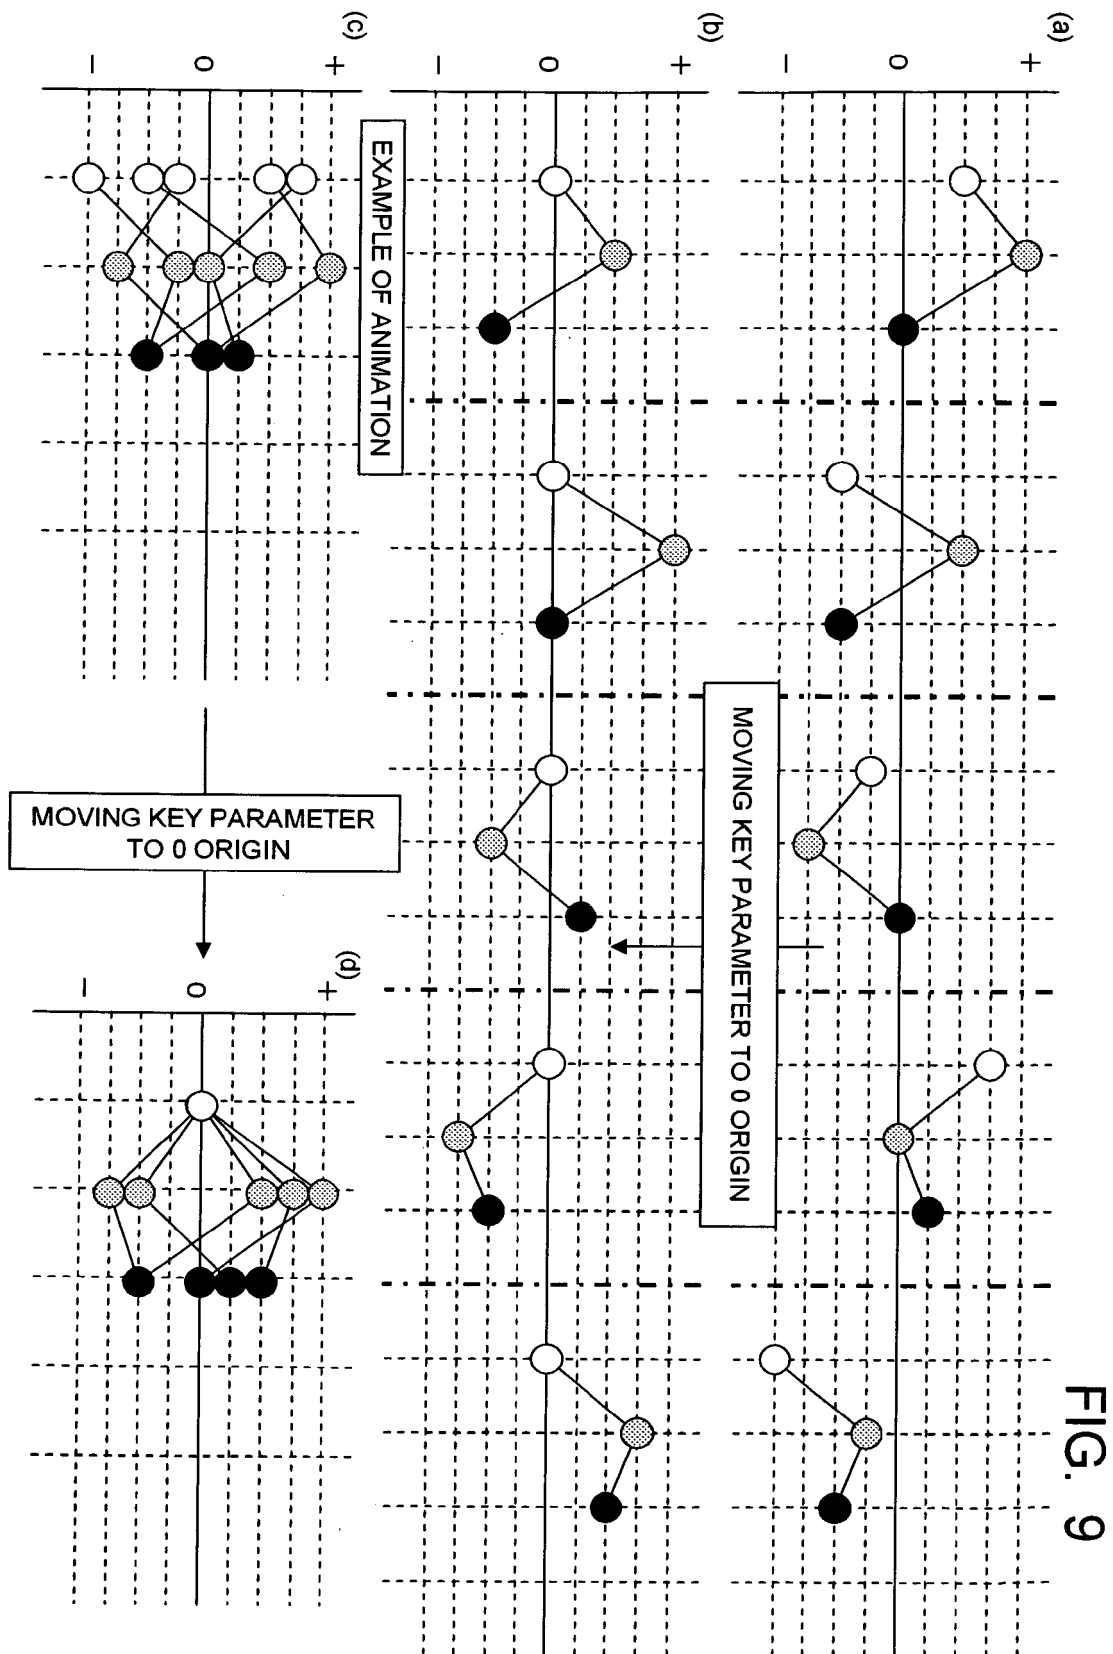 FIG. 9
(a)
+
0
−
MOVING KEY PARAMETER TO 0 ORIGIN
(b)
+
0
−
EXAMPLE OF ANIMATION
(c)
+
0
−
MOVING KEY PARAMETER
TO 0 ORIGIN
(d)
+
0
−